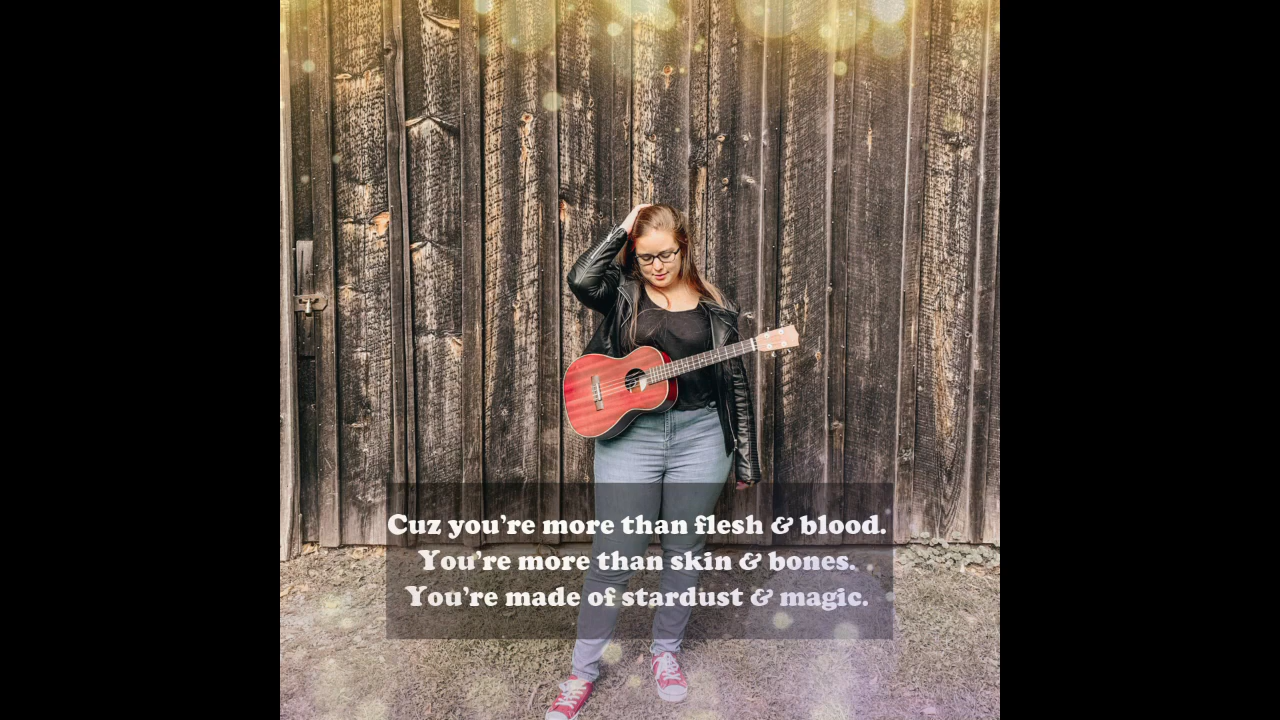 Cuz you’re more than flesh & blood.
You’re more than skin & bones.
You’re made of stardust & magic.